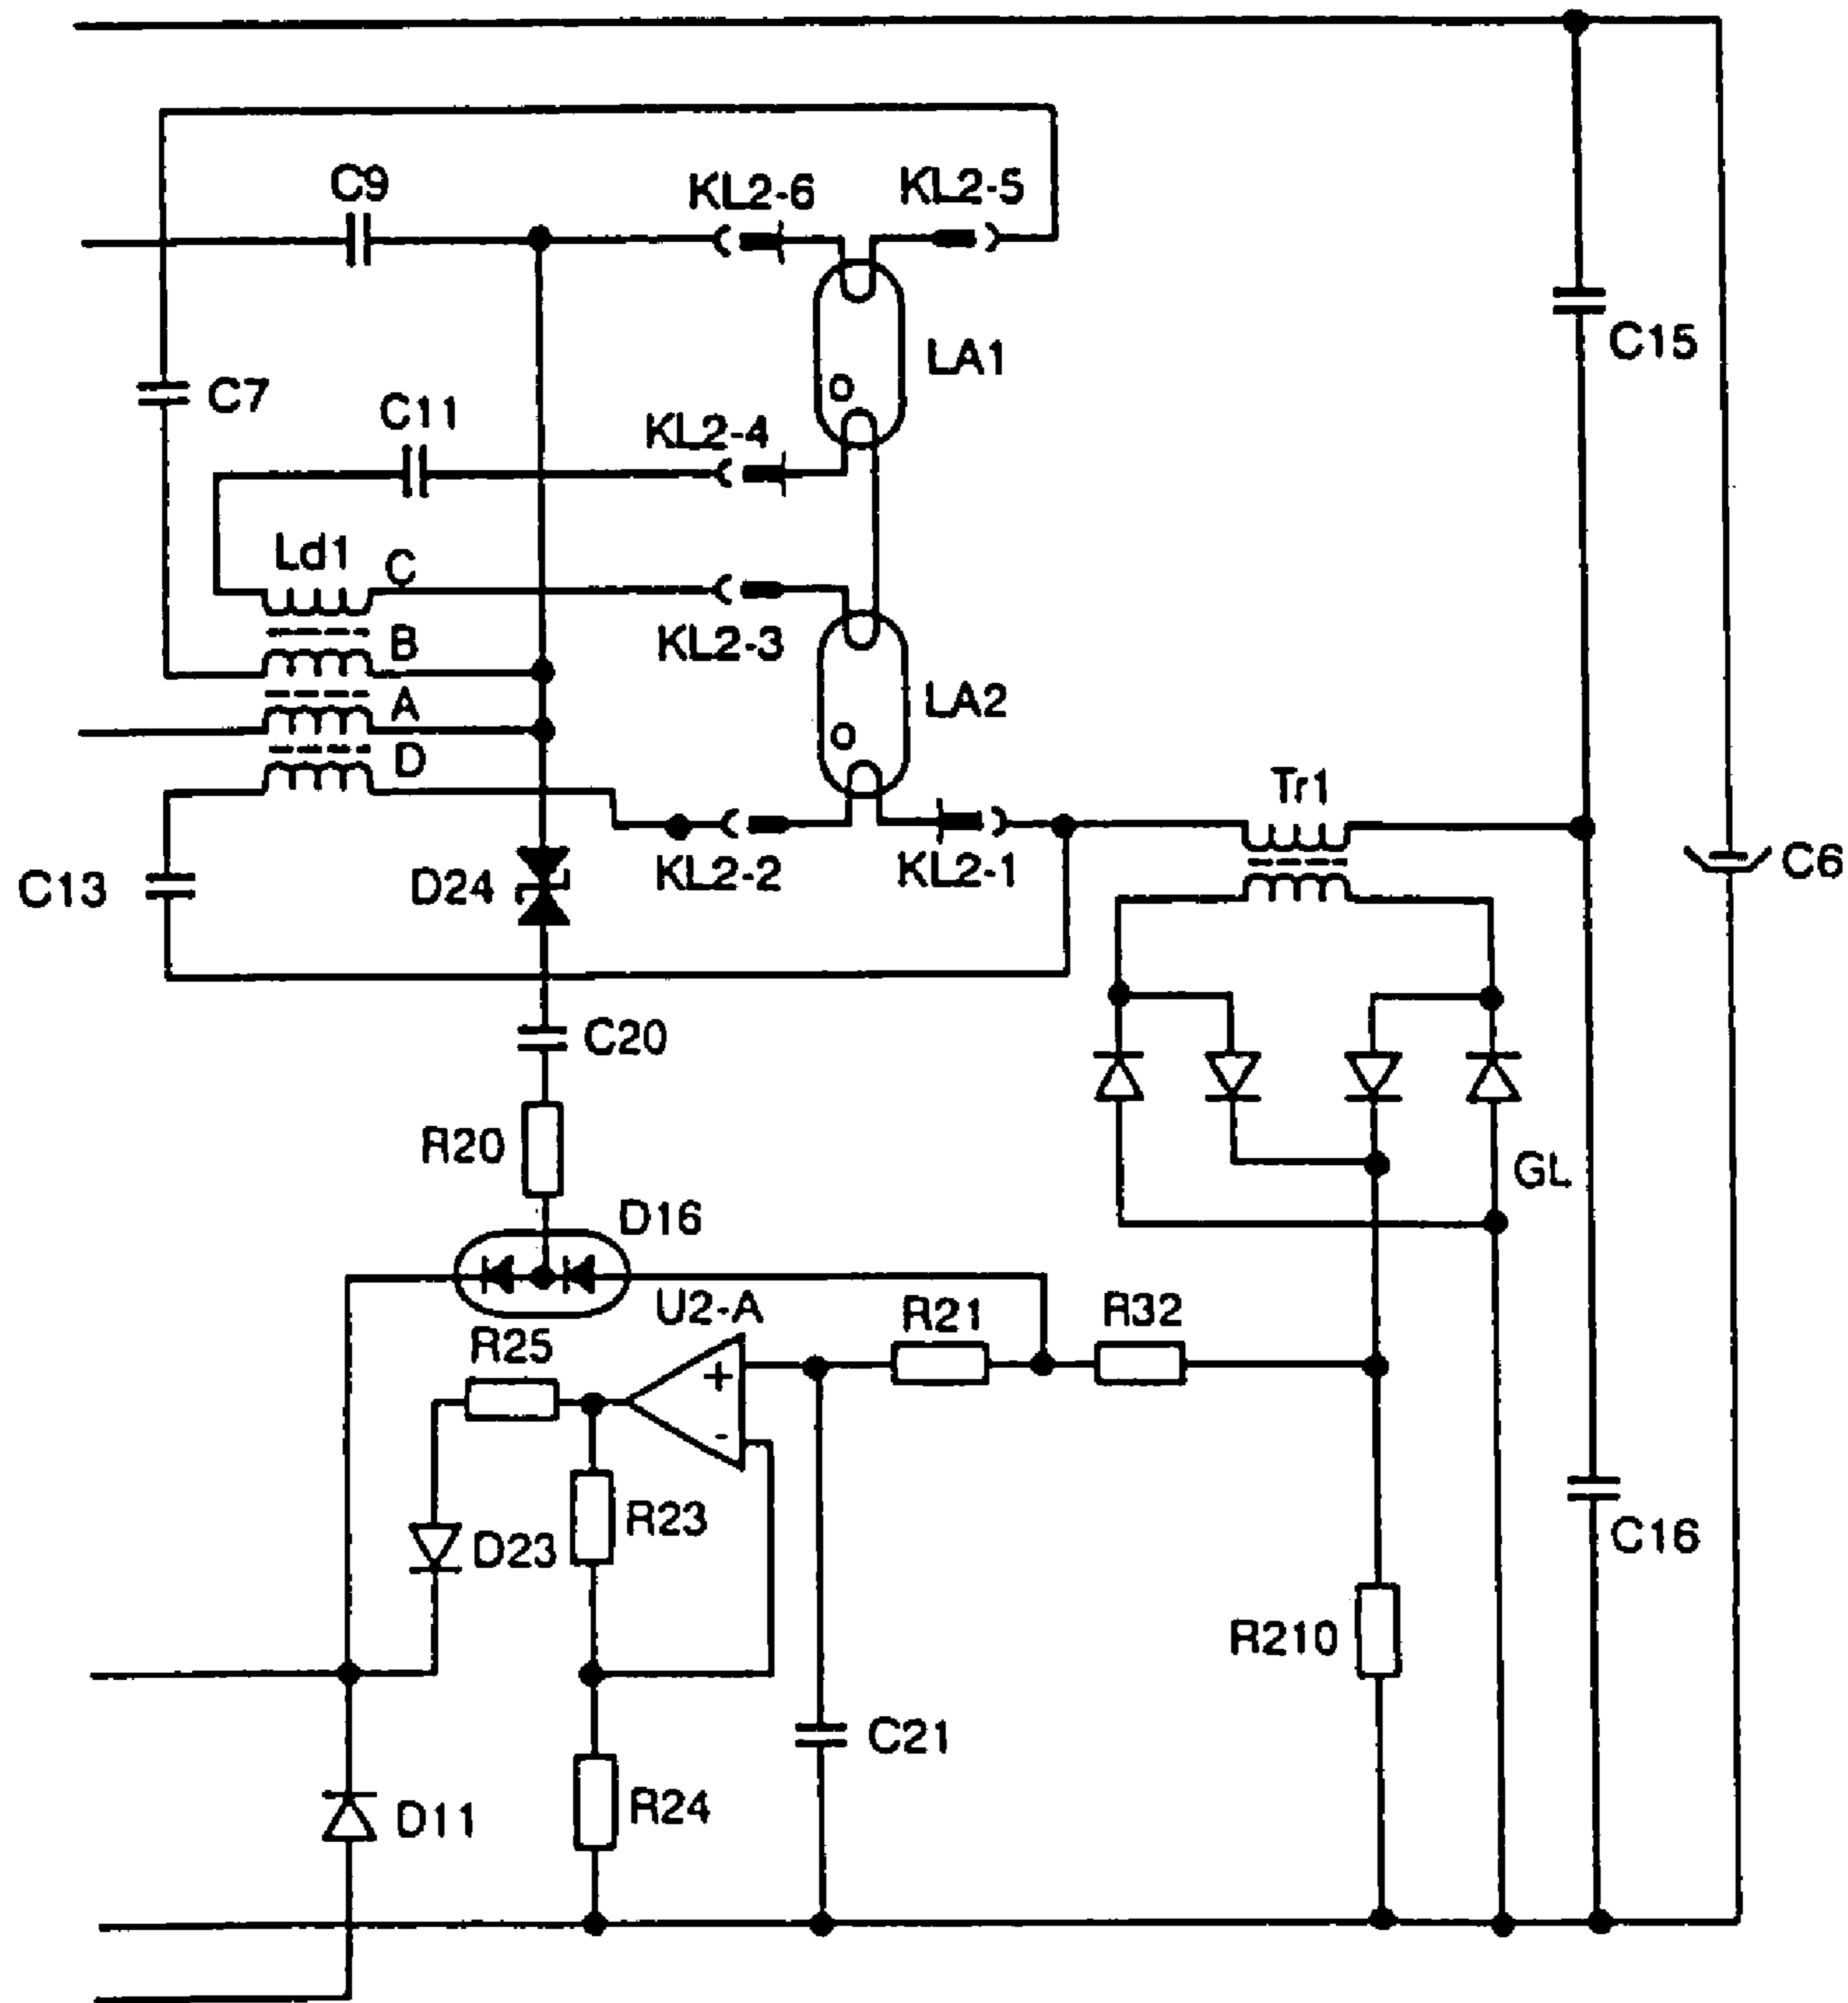 C9
KL2-6
KL2-5
LA1
C15
C7
C11
KL2-4
Ld1
C
B
KL2-3
A
LA2
D
Tr1
C13
D24
KL2-2
KL2-1
C6
C20
R20
GL
D16
U2-A
R21
R32
R25
+
-
R23
D23
C16
R210
C21
R24
D11